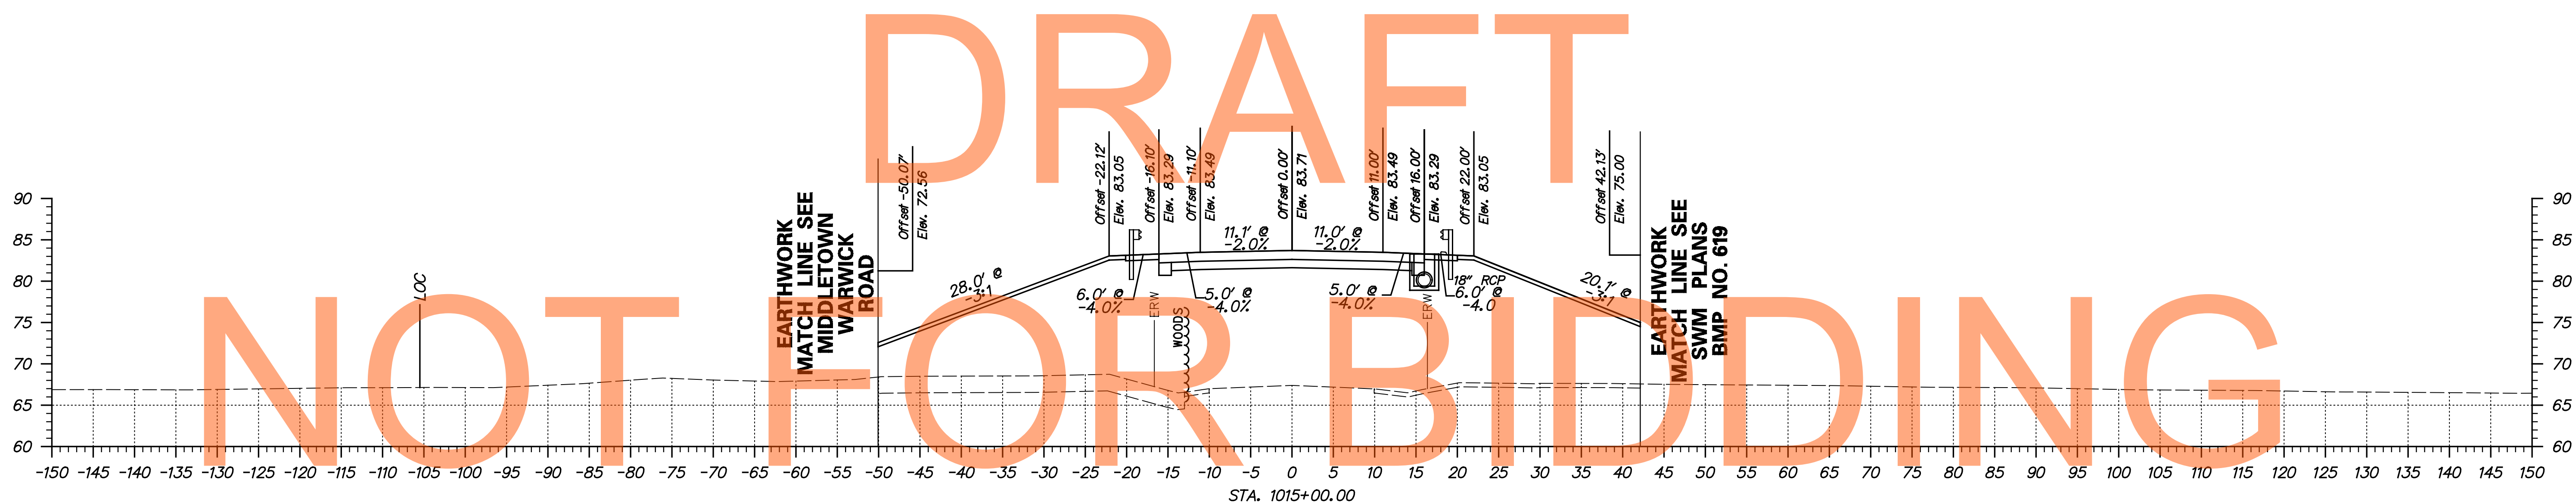 DRAFT
NOT FOR BIDDING
EARTHWORK
MATCH LINE SEE
MIDDLETOWN
WARWICK
ROAD
Offset -50.07'
Elev. 72.56
Offset -22.12'
Elev. 83.05
Offset -16.10'
Elev. 83.29
Offset -11.10'
Elev. 83.49
Offset 0.00'
Elev. 83.71
Offset 11.00'
Elev. 83.49
Offset 16.00'
Elev. 83.29
Offset 22.00'
Elev. 83.05
Offset 42.13'
Elev. 75.00
EARTHWORK
MATCH LINE SEE
SWM PLANS
BMP NO. 619
11.1' @
-2.0%
11.0' @
-2.0%
28.0' @
-3:1
6.0' @
-4.0%
5.0' @
-4.0%
5.0' @
-4.0%
18" RCP
6.0' @
-4.0
20.1' @
-3:1
LOC
ERW
WOODS
ERW
90
85
80
75
70
65
60
90
85
80
75
70
65
60
-150 -145 -140 -135 -130 -125 -120 -115 -110 -105 -100 -95 -90 -85 -80 -75 -70 -65 -60 -55 -50 -45 -40 -35 -30 -25 -20 -15 -10 -5 0 5 10 15 20 25 30 35 40 45 50 55 60 65 70 75 80 85 90 95 100 105 110 115 120 125 130 135 140 145 150
STA. 1015+00.00